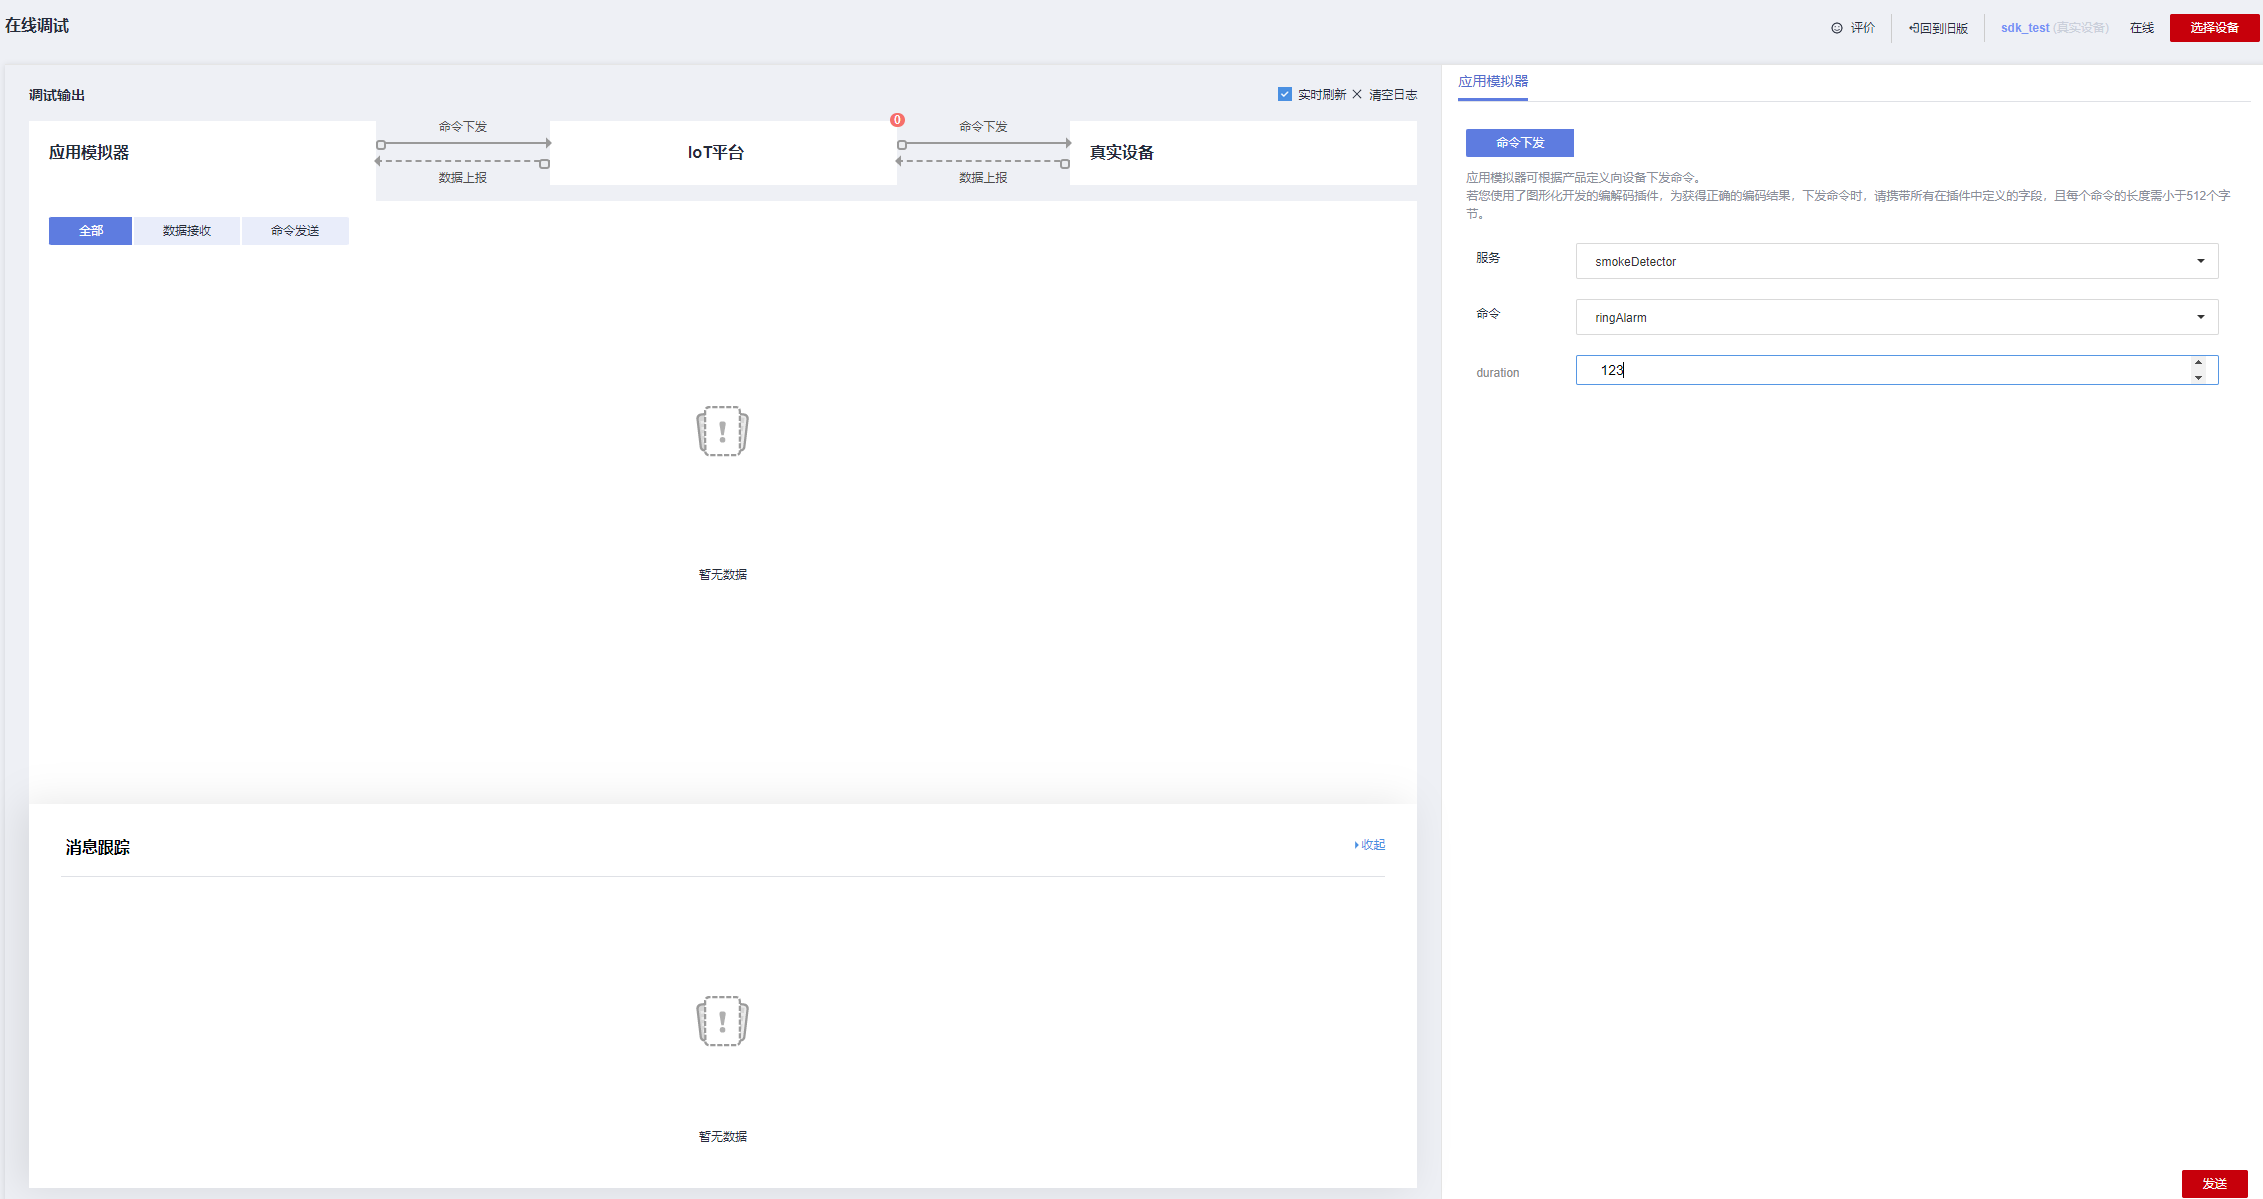 在线调试
评价
回到旧版
sdk_test (真实设备)
在线
选择设备
调试输出
实时刷新
清空日志
应用模拟器
命令下发
数据上报
IoT平台
0
命令下发
数据上报
真实设备
全部
数据接收
命令发送
暂无数据
消息跟踪
收起
暂无数据
应用模拟器
命令下发
应用模拟器可根据产品定义向设备下发命令。
若您使用了图形化开发的编解码插件，为获得正确的编码结果，下发命令时，请携带所有在插件中定义的字段，且每个命令的长度需小于512个字
节。
服务
smokeDetector
命令
ringAlarm
duration
123
发送